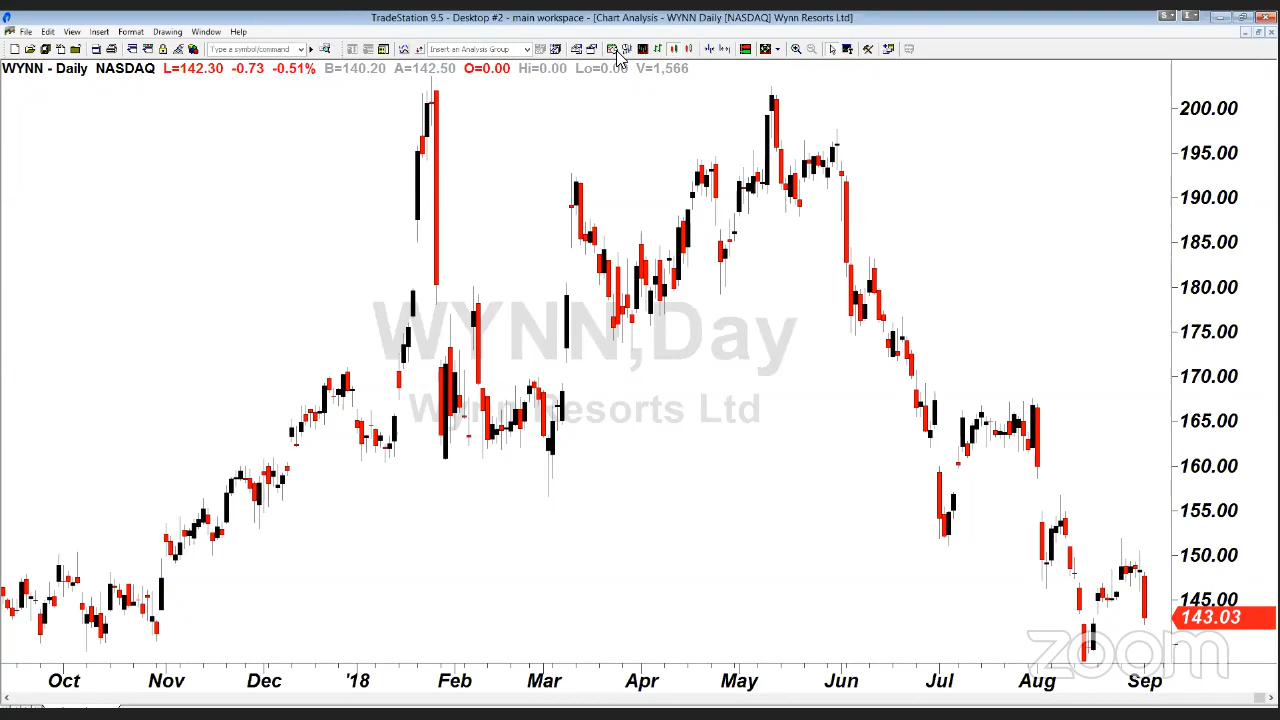 TradeStation 9.5 - Desktop #2 - main workspace - [Chart Analysis - WYNN Daily [NASDAQ] Wynn Resorts Ltd]
File Edit View Insert Format Drawing Window Help
Type a symbol/command
Insert an Analysis Group
WYNN - Daily NASDAQ L=142.30 -0.73 -0.51% B=140.20 A=142.50 O=0.00 Hi=0.00 Lo=0.00 V=1,566
200.00
195.00
190.00
185.00
180.00
175.00
170.00
165.00
160.00
155.00
150.00
145.00
143.03
WYNN,Day
Wynn Resorts Ltd
zoom
Oct Nov Dec '18 Feb Mar Apr May Jun Jul Aug Sep